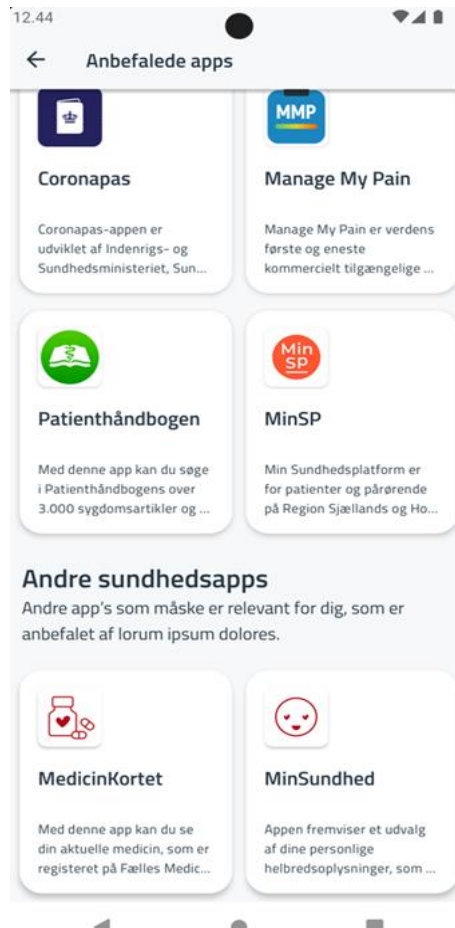 12.44
Anbefalede apps
MMP
Coronapas
Coronapas-appen er
udviklet af Indenrigs- og
Sundhedsministeriet, Sun...
Manage My Pain
Manage My Pain er verdens
første og eneste
kommercielt tilgængelige ...
Patienthåndbogen
Med denne app kan du søge
i Patienthåndbogens over
3.000 sygdomsartikler og ...
Min
SP
MinSP
Min Sundhedsplatform er
for patienter og pårørende
på Region Sjællands og Ho...
Andre sundhedsapps
Andre app's som måske er relevant for dig, som er
anbefalet af lorum ipsum dolores.
MedicinKortet
Med denne app kan du se
din aktuelle medicin, som er
registeret på Fælles Medic...
MinSundhed
Appen fremviser et udvalg
af dine personlige
helbredsoplysninger, som ...